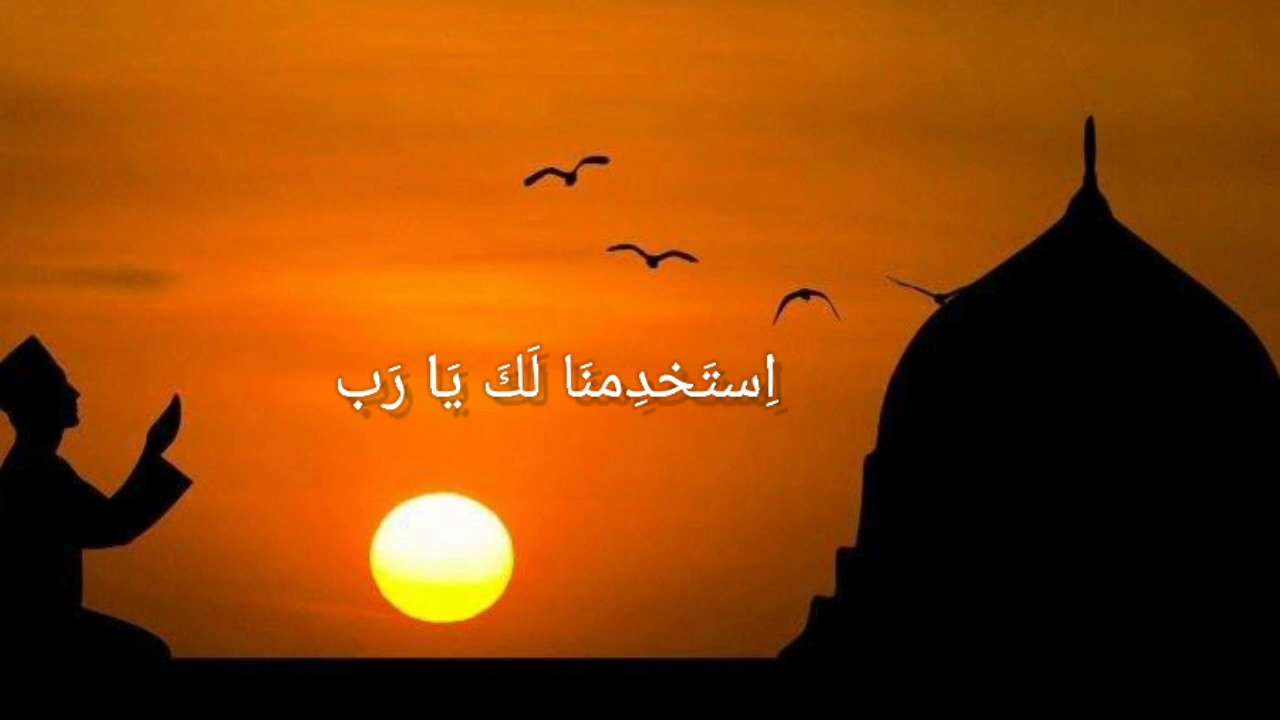 اِستَخدِمنَا لَكَ يَا رَب